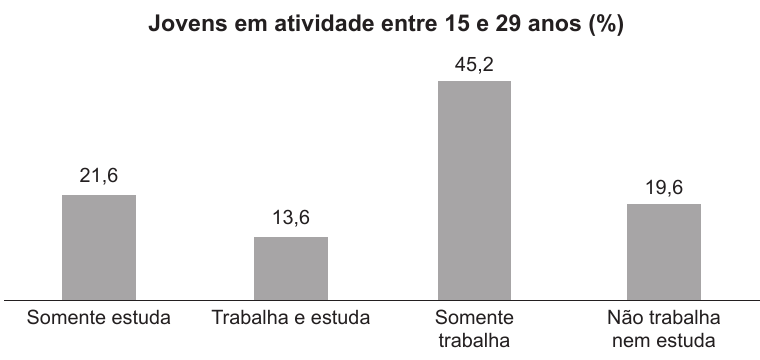 Jovens em atividade entre 15 e 29 anos (%)
45,2
21,6
19,6
13,6
Somente estuda
Trabalha e estuda
Somente
trabalha
Não trabalha
nem estuda